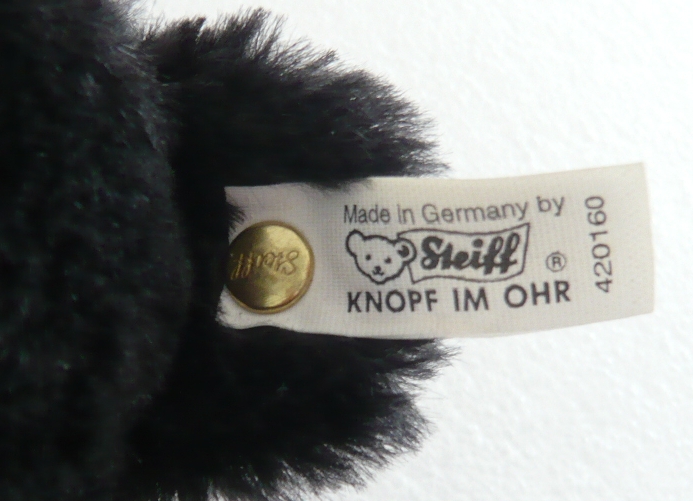 Steiff
Made in Germany by
Steiff ®
KNOPF IM OHR
420160